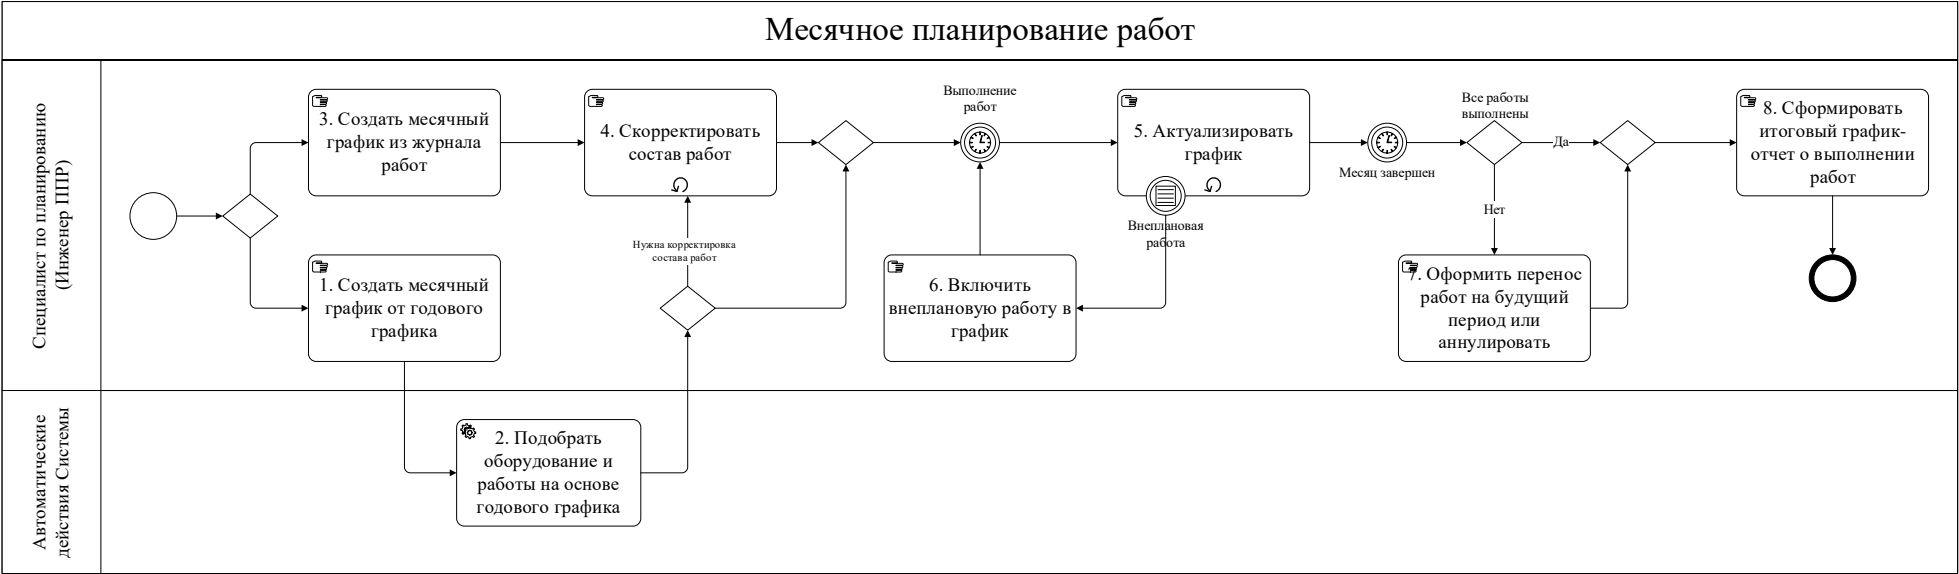 Месячное планирование работ
Специалист по планированию
(Инженер ППР)
3. Создать месячный
график из журнала
работ
4. Скорректировать
состав работ
Выполнение
работ
5. Актуализировать
график
Внеплановая
работа
Месяц завершен
Все работы
выполнены
Да
Нет
8. Сформировать
итоговый график-
отчет о выполнении
работ
1. Создать месячный
график от годового
графика
Нужна корректировка
состава работ
6. Включить
внеплановую работу в
график
7. Оформить перенос
работ на будущий
период или
аннулировать
Автоматические
действия Системы
2. Подобрать
оборудование и
работы на основе
годового графика